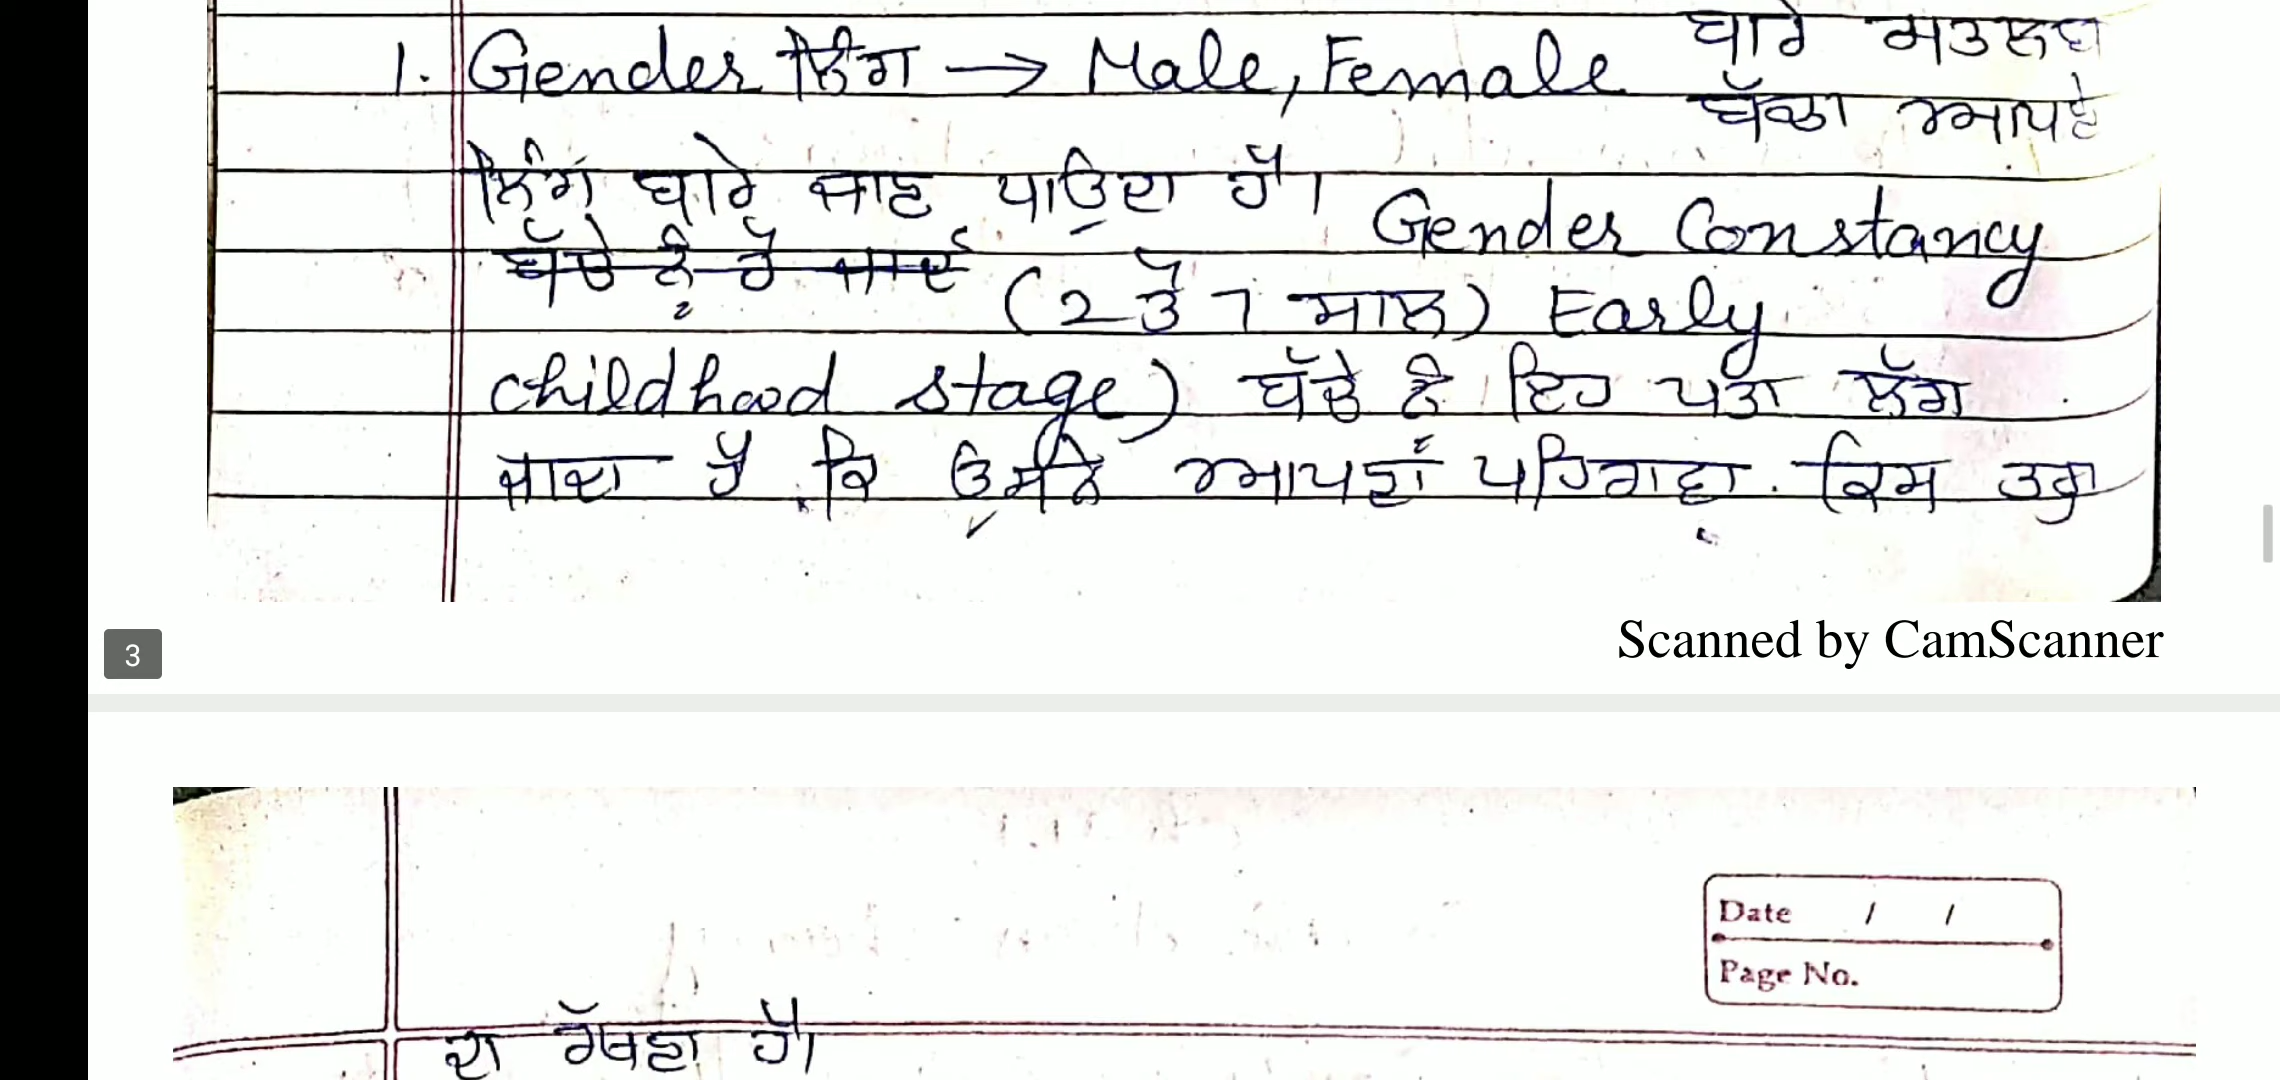 1. Gender ਲਿੰਗ → Male, Female ਬਾਰੇ ਮਤਲਬ
ਬੱਚਾ ਆਪਣੇ
ਲਿੰਗ ਬਾਰੇ ਜਾਣ ਪਾਉਂਦਾ ਹੈ। Gender Constancy
ਬੱਚੇ ਨੂੰ ਹੋ ਜਾਏ (2 ਤੋਂ 7 ਸਾਲ) Early
childhood stage) ਬੱਚੇ ਨੂੰ ਇਹ ਪਤਾ ਲੱਗ
ਜਾਂਦਾ ਹੈ ਕਿ ਉਸਨੇ ਆਪਣਾ ਪਹਿਰਾਵਾ ਕਿਸ ਤਰ੍ਹਾ
3
Scanned by CamScanner
Date / /
Page No.
ਦਾ ਰੱਖਣਾ ਹੈ।